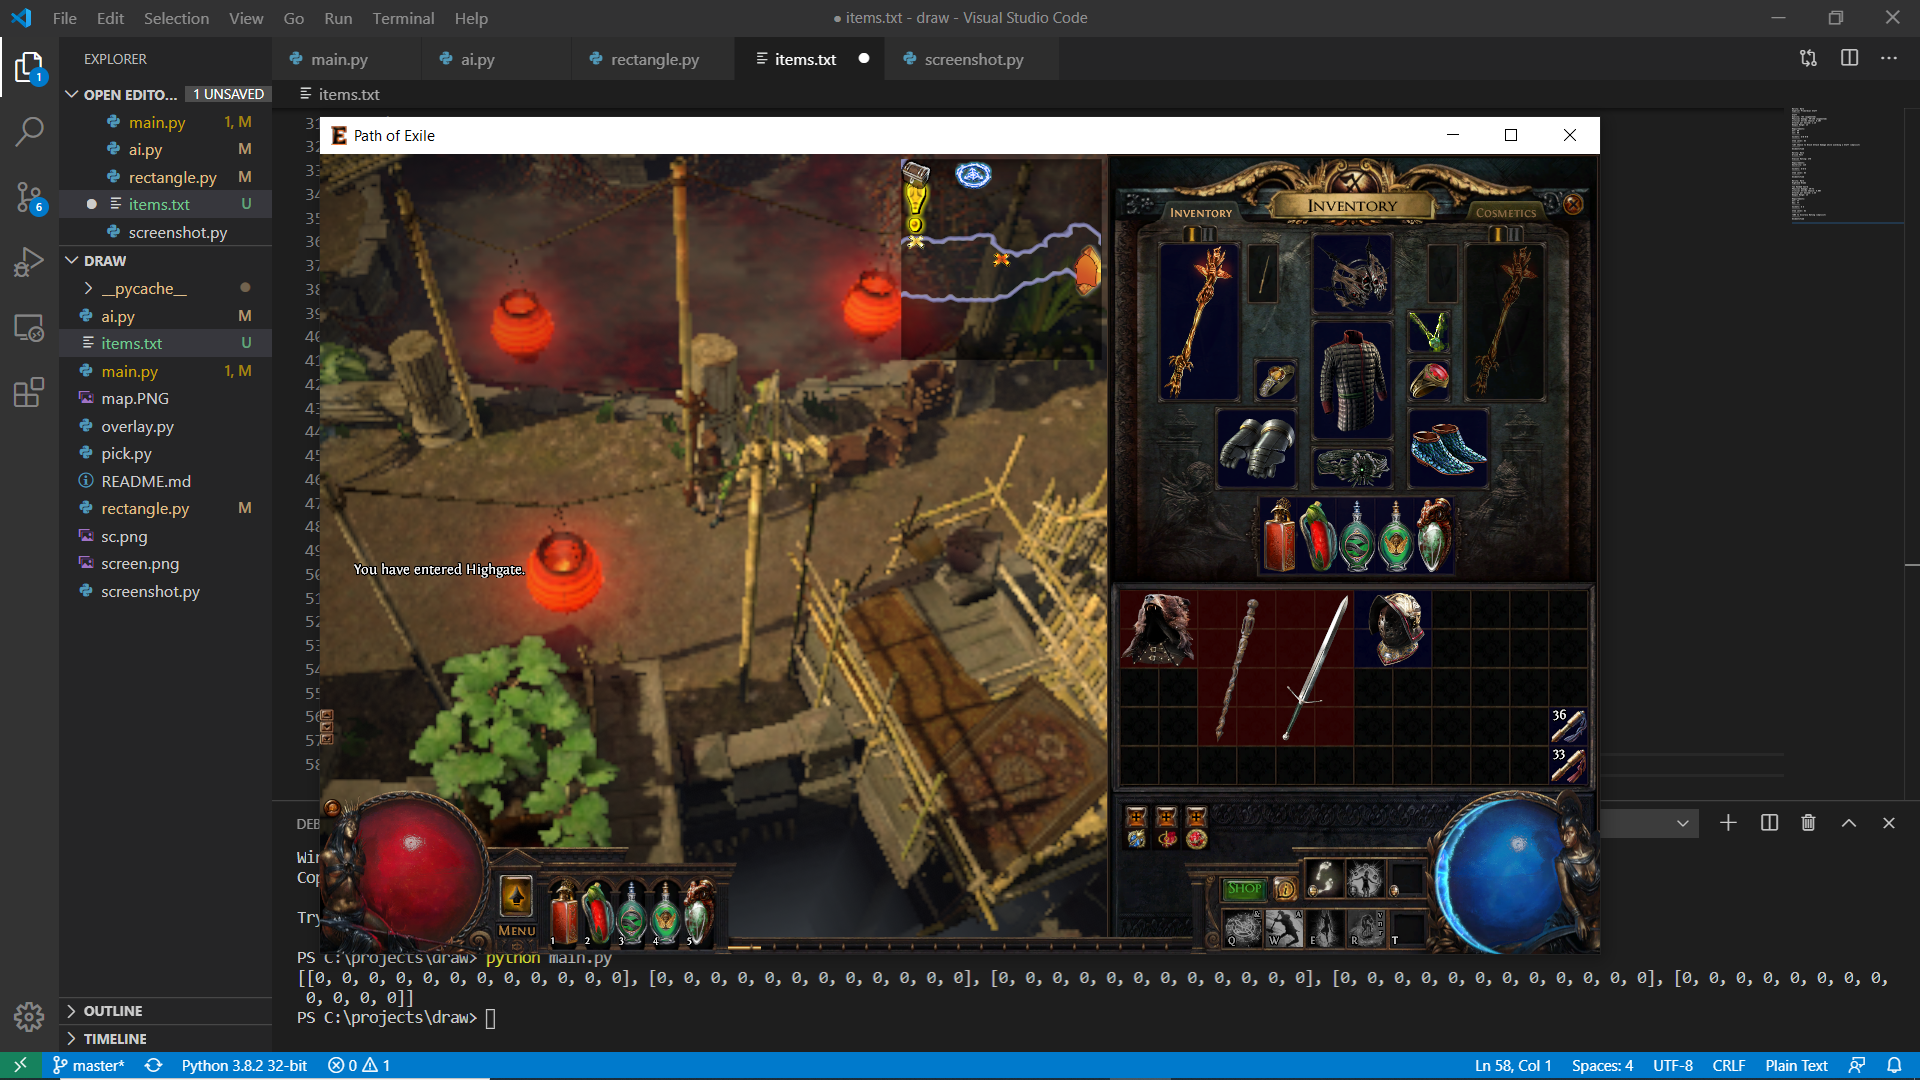 File Edit Selection View Go Run Terminal Help
● items.txt - draw - Visual Studio Code
EXPLORER
main.py
ai.py
rectangle.py
items.txt
screenshot.py
1
OPEN EDITO...
1 UNSAVED
items.txt
main.py 1, M
ai.py M
rectangle.py M
items.txt U
screenshot.py
6
DRAW
__pycache__
ai.py M
items.txt U
main.py 1, M
map.PNG
overlay.py
pick.py
README.md
rectangle.py M
sc.png
screen.png
screenshot.py
Path of Exile
INVENTORY
INVENTORY
COSMETICS
You have entered Highgate.
36
33
SHOP
MENU
1 2 3 4 5
Q W E R T
PS C:\projects\draw> python main.py
[[0, 0, 0, 0, 0, 0, 0, 0, 0, 0, 0, 0], [0, 0, 0, 0, 0, 0, 0, 0, 0, 0, 0, 0], [0, 0, 0, 0, 0, 0, 0, 0, 0, 0, 0, 0], [0, 0, 0, 0, 0, 0, 0, 0, 0, 0, 0, 0], [0, 0, 0, 0, 0, 0, 0, 0,
0, 0, 0, 0]]
PS C:\projects\draw>
OUTLINE
TIMELINE
master* Python 3.8.2 32-bit 0 1
Ln 58, Col 1 Spaces: 4 UTF-8 CRLF Plain Text